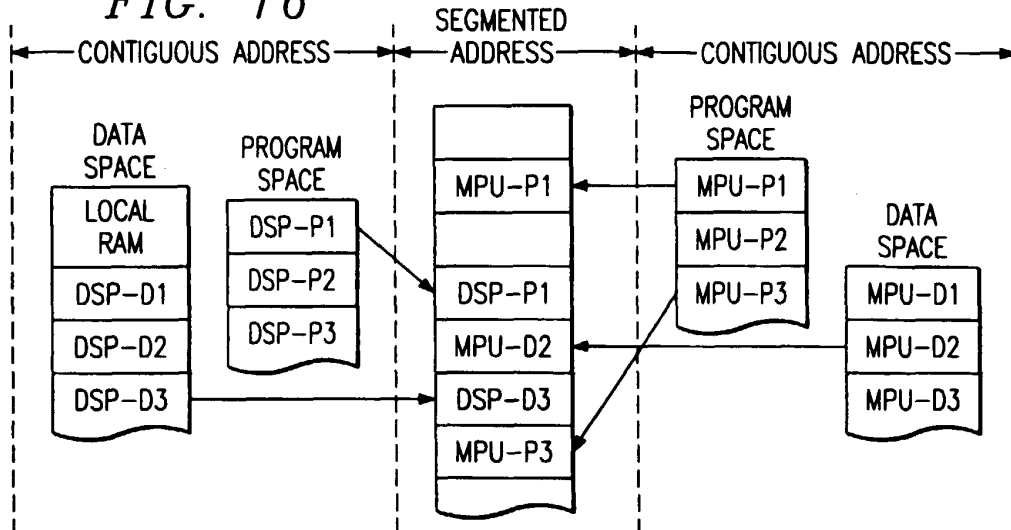 FIG.
CONTIGUOUS ADDRESS
SEGMENTED
ADDRESS
CONTIGUOUS ADDRESS
DATA
SPACE
LOCAL
RAM
DSP-D1
DSP-D2
DSP-D3
PROGRAM
SPACE
DSP-P1
DSP-P2
DSP-P3
MPU-P1
DSP-P1
MPU-D2
DSP-D3
MPU-P3
PROGRAM
SPACE
MPU-P1
MPU-P2
MPU-P3
DATA
SPACE
MPU-D1
MPU-D2
MPU-D3